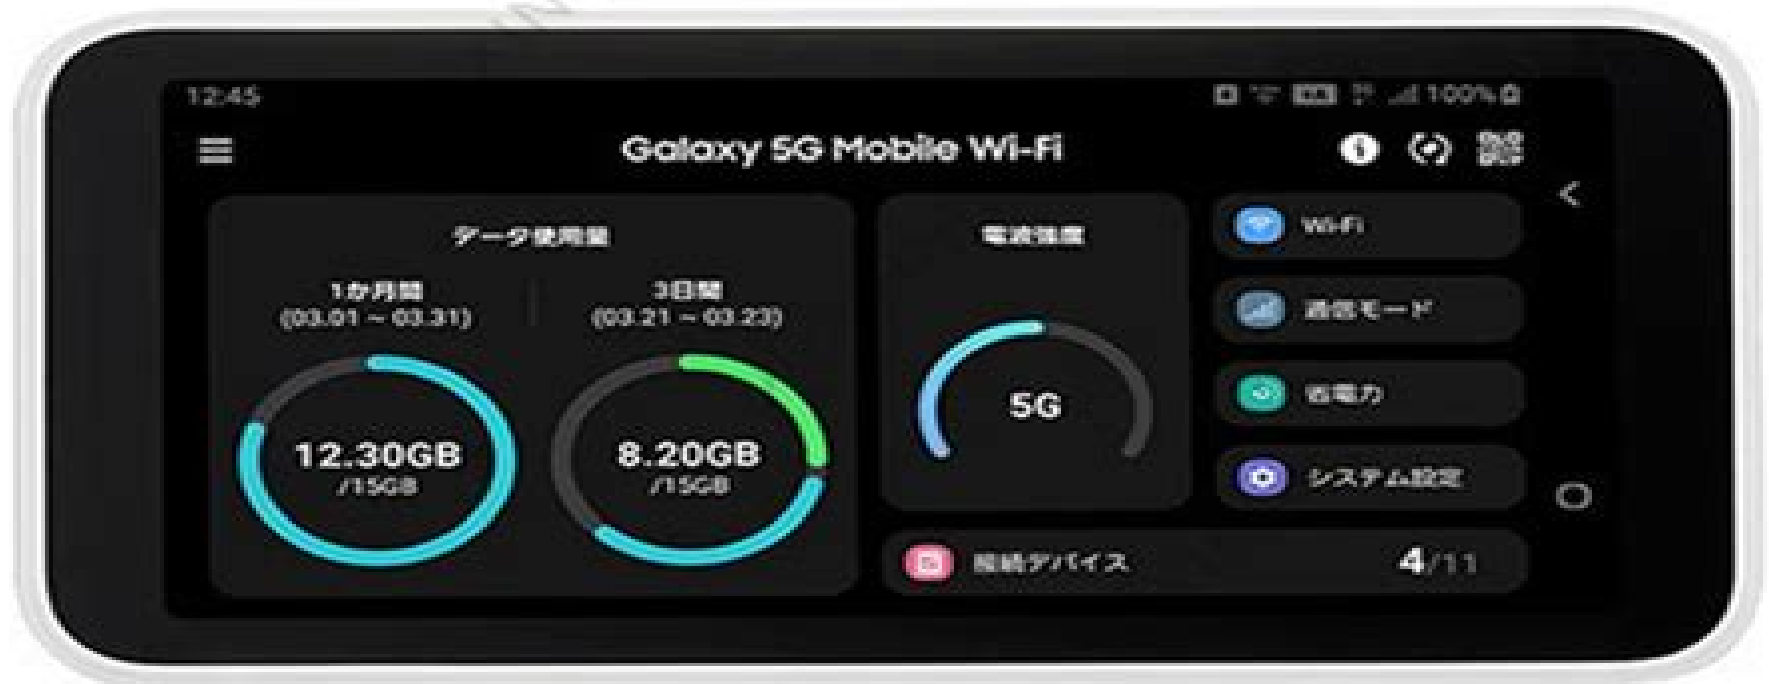 12:45
100%
Galaxy 5G Mobile Wi-Fi
データ使用量
1か月間
(03.01 ~ 03.31)
3日間
(03.21 ~ 03.23)
12.30GB
/15GB
8.20GB
/15GB
電波強度
5G
Wi-Fi
通信モード
省電力
システム設定
接続デバイス
4/11